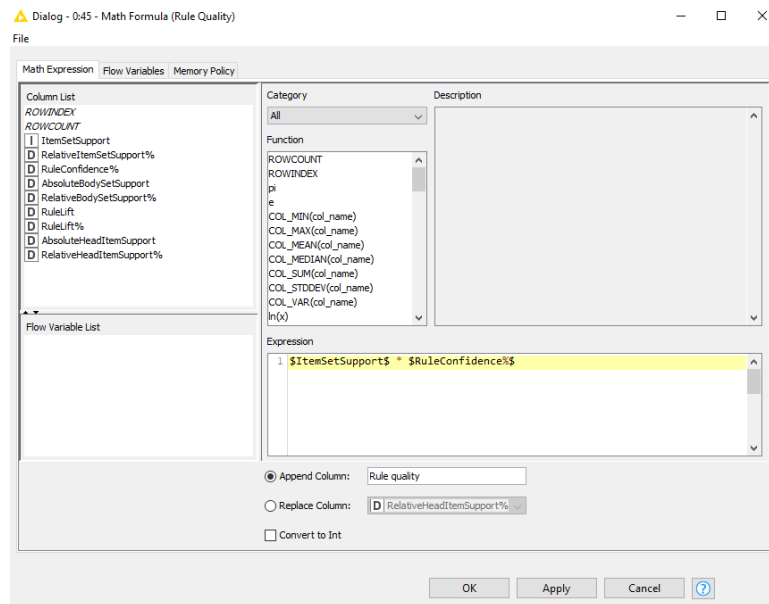 Dialog - 0:45 - Math Formula (Rule Quality)
File
Math Expression Flow Variables Memory Policy
Column List
ROWINDEX
ROWCOUNT
I ItemSetSupport
D RelativeItemSetSupport%
D RuleConfidence%
D AbsoluteBodySetSupport
D RelativeBodySetSupport%
D RuleLift
D RuleLift%
D AbsoluteHeadItemSupport
D RelativeHeadItemSupport%
Flow Variable List
Category
All
Function
ROWCOUNT
ROWINDEX
pi
e
COL_MIN(col_name)
COL_MAX(col_name)
COL_MEAN(col_name)
COL_MEDIAN(col_name)
COL_SUM(col_name)
COL_STDDEV(col_name)
COL_VAR(col_name)
ln(x)
Description
Expression
1 $ItemSetSupport$ * $RuleConfidence%$
Append Column: Rule quality
Replace Column: D RelativeHeadItemSupport%
Convert to Int
OK Apply Cancel ?